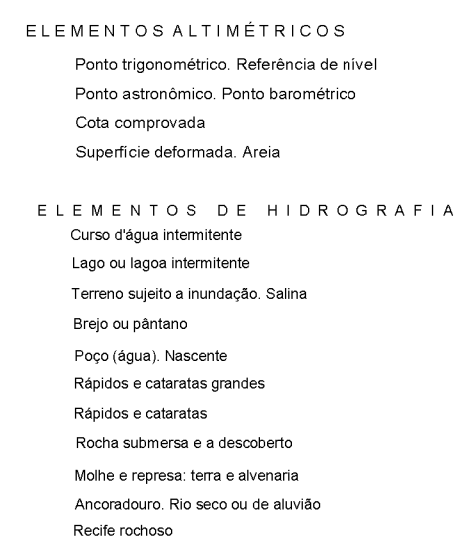 ELEMENTOS ALTIMÉTRICOS
Ponto trigonométrico. Referência de nível
Ponto astronômico. Ponto barométrico
Cota comprovada
Superfície deformada. Areia
ELEMENTOS DE HIDROGRAFIA
Curso d'água intermitente
Lago ou lagoa intermitente
Terreno sujeito a inundação. Salina
Brejo ou pântano
Poço (água). Nascente
Rápidos e cataratas grandes
Rápidos e cataratas
Rocha submersa e a descoberto
Molhe e represa: terra e alvenaria
Ancoradouro. Rio seco ou de aluvião
Recife rochoso